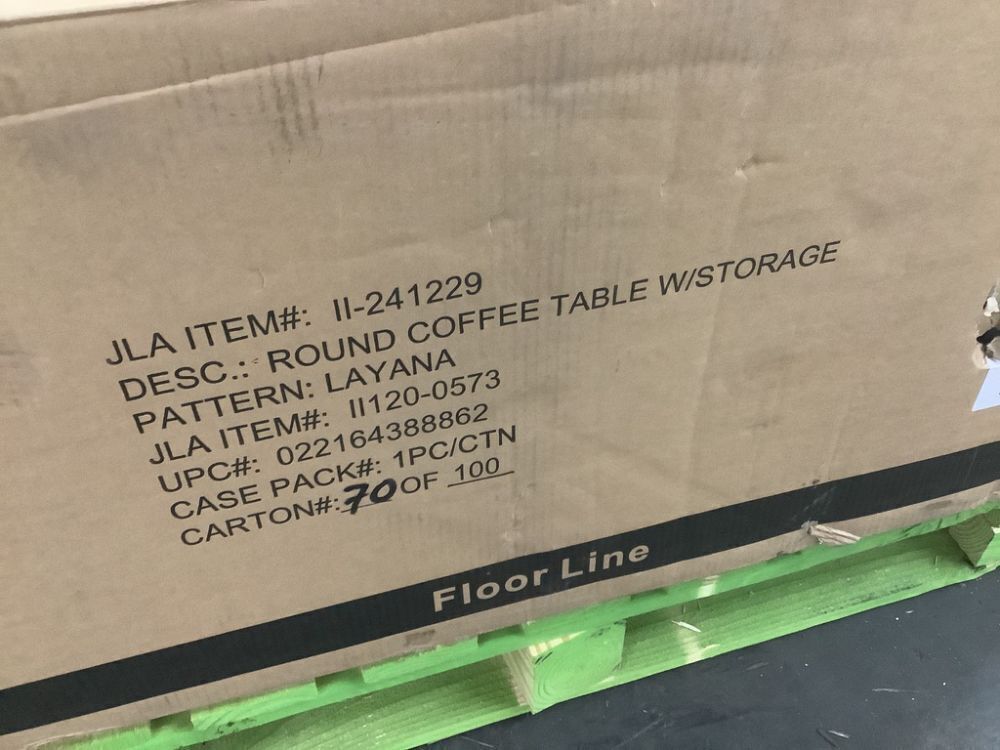 JLA ITEM#: II-241229
DESC.: ROUND COFFEE TABLE W/STORAGE
PATTERN: LAYANA
JLA ITEM#: II120-0573
UPC#: 022164388862
CASE PACK#: 1PC/CTN
CARTON#: 70 OF 100
Floor Line